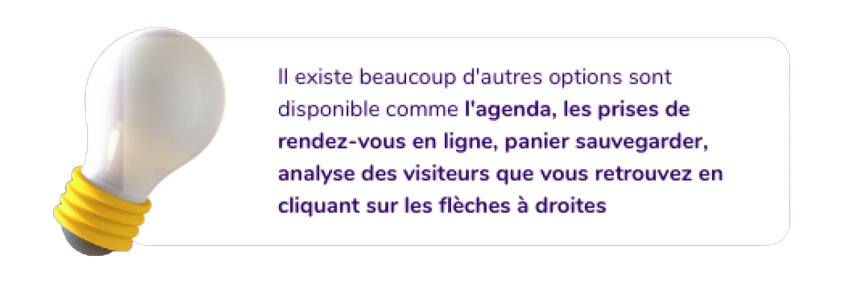 Il existe beaucoup d'autres options sont
disponible comme l'agenda, les prises de
rendez-vous en ligne, panier sauvegarder,
analyse des visiteurs que vous retrouvez en
cliquant sur les flèches à droites